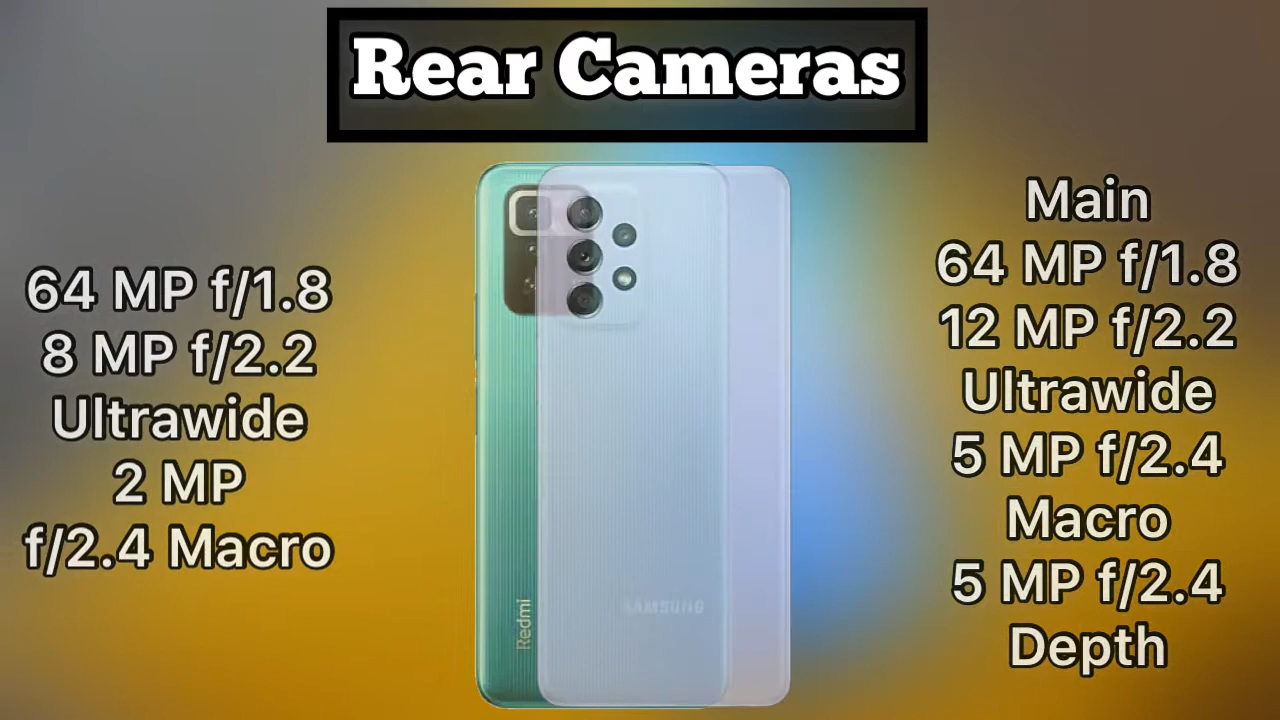 Rear Cameras
64 MP f/1.8
8 MP f/2.2
Ultrawide
2 MP
f/2.4 Macro
Redmi
SAMSUNG
Main
64 MP f/1.8
12 MP f/2.2
Ultrawide
5 MP f/2.4
Macro
5 MP f/2.4
Depth